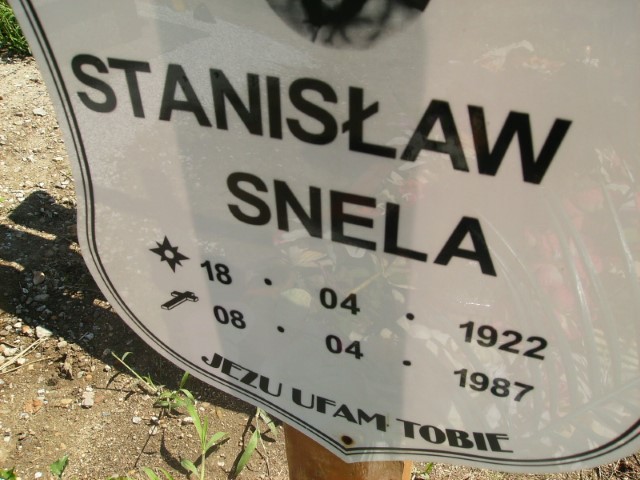 STANISŁAW
SNELA
18 . 04 . 1922
08 . 04 . 1987
JEZU UFAM TOBIE